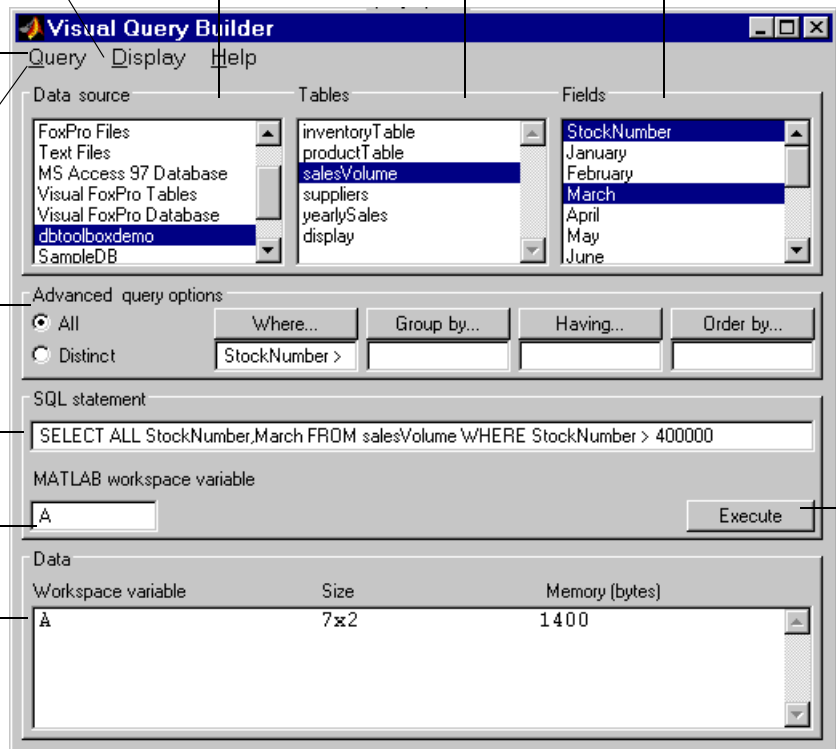 Visual Query Builder
Query Display Help
Data source
Tables
Fields
FoxPro Files
Text Files
MS Access 97 Database
Visual FoxPro Tables
Visual FoxPro Database
dbtoolboxdemo
SampleDB
inventoryTable
productTable
salesVolume
suppliers
yearlySales
display
StockNumber
January
February
March
April
May
June
Advanced query options
All
Distinct
Where...
Group by...
Having...
Order by...
StockNumber >
SQL statement
SELECT ALL StockNumber,March FROM salesVolume WHERE StockNumber > 400000
MATLAB workspace variable
A
Execute
Data
Workspace variable Size Memory (bytes)
A 7x2 1400